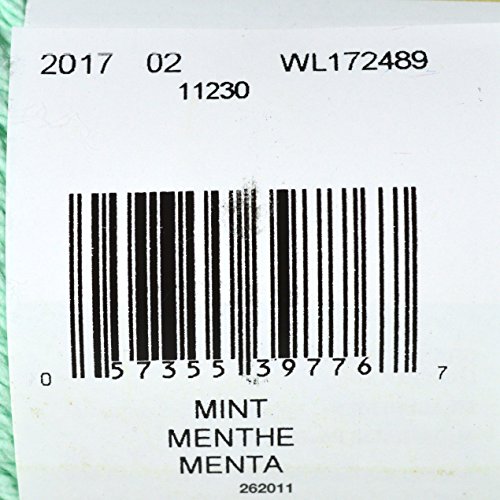 2017 02 WL172489
11230
0 57355 39776 7
MINT
MENTHE
MENTA
262011